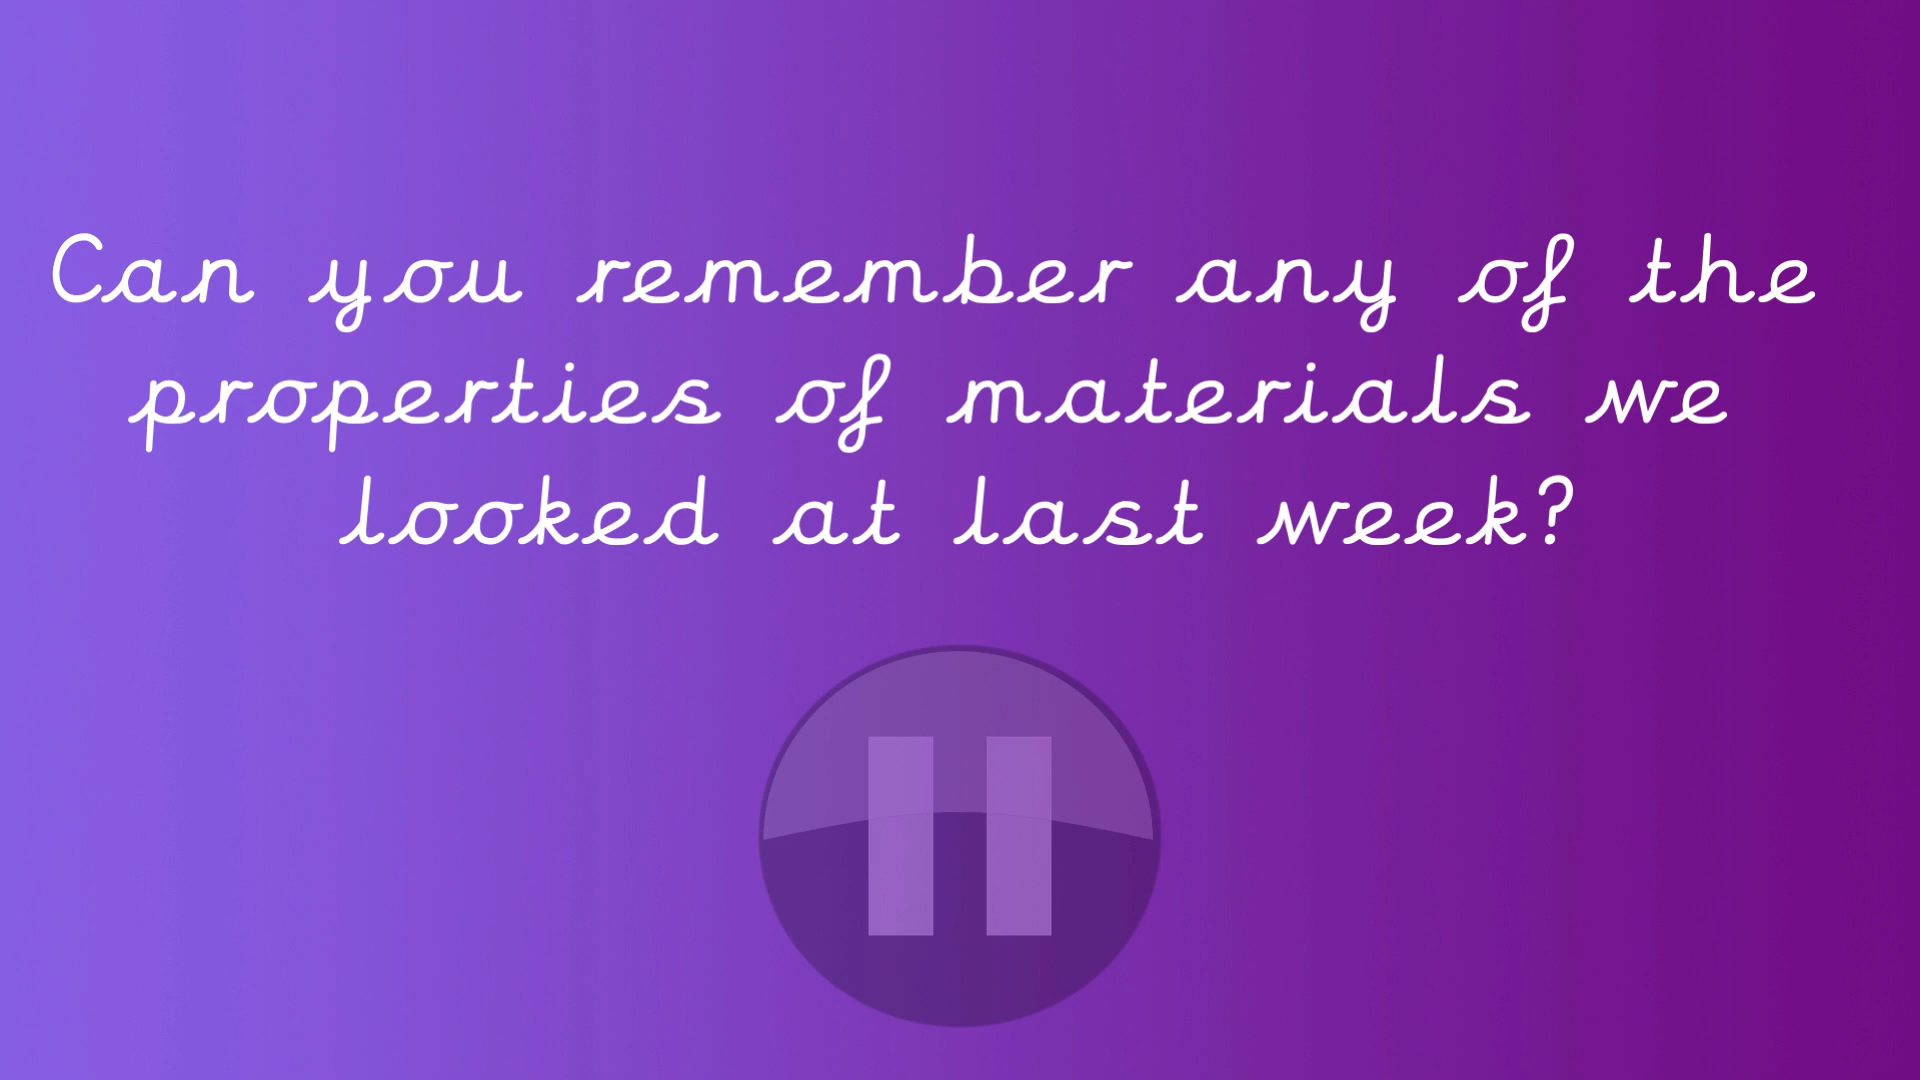 Can you remember any of the
properties of materials we
looked at last week?